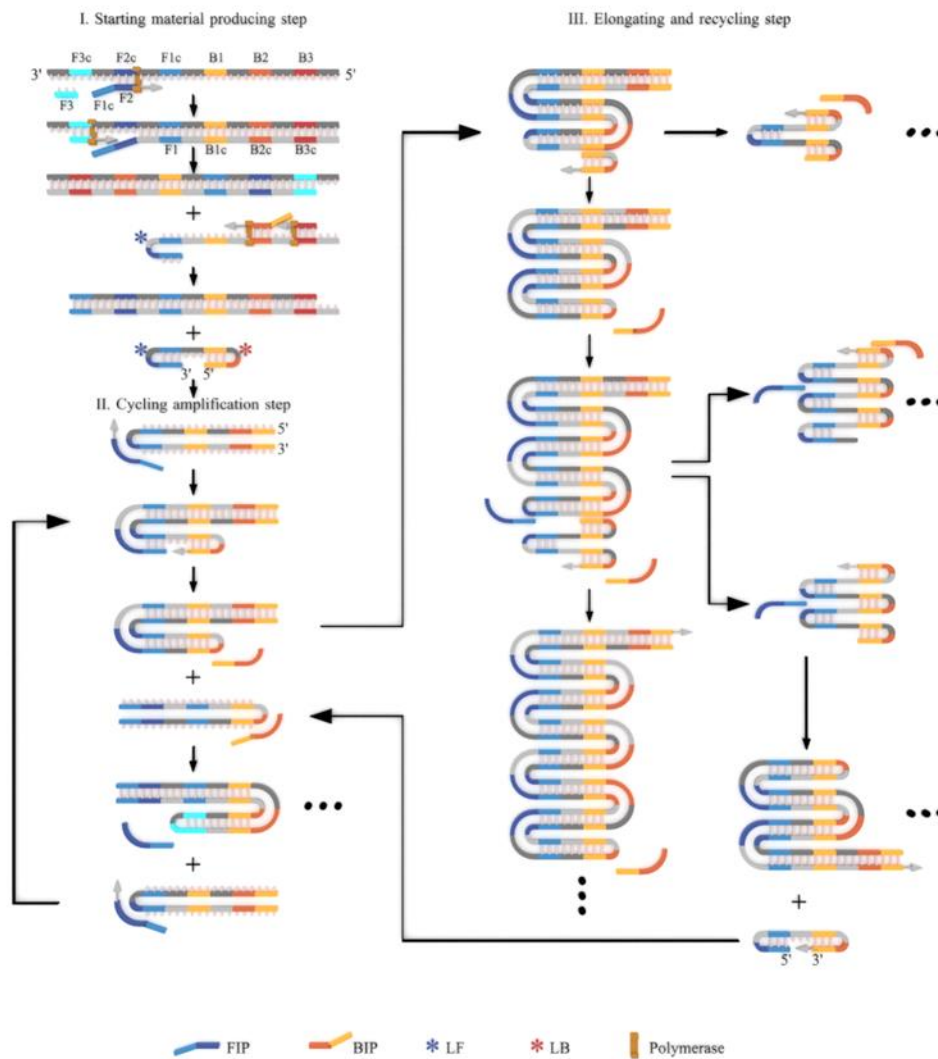 I. Starting material producing step
III. Elongating and recycling step
F3c F2c F1c B1 B2 B3
3' 5'
F3 F1c F2
F1 B1c B2c B3c
+
*
+
* *
3' 5'
II. Cycling amplification step
5'
3'
+
+
+
5' 3'
FIP BIP * LF * LB Polymerase